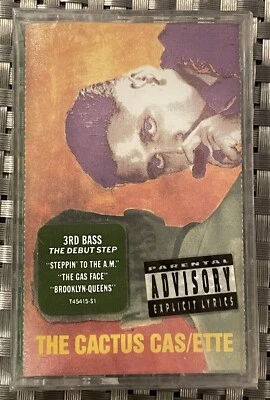 3RD BASS
THE DEBUT STEP
"STEPPIN' TO THE A.M."
"THE GAS FACE"
"BROOKLYN-QUEENS"
T45415-S1
PARENTAL
ADVISORY
EXPLICIT LYRICS
THE CACTUS CAS/ETTE